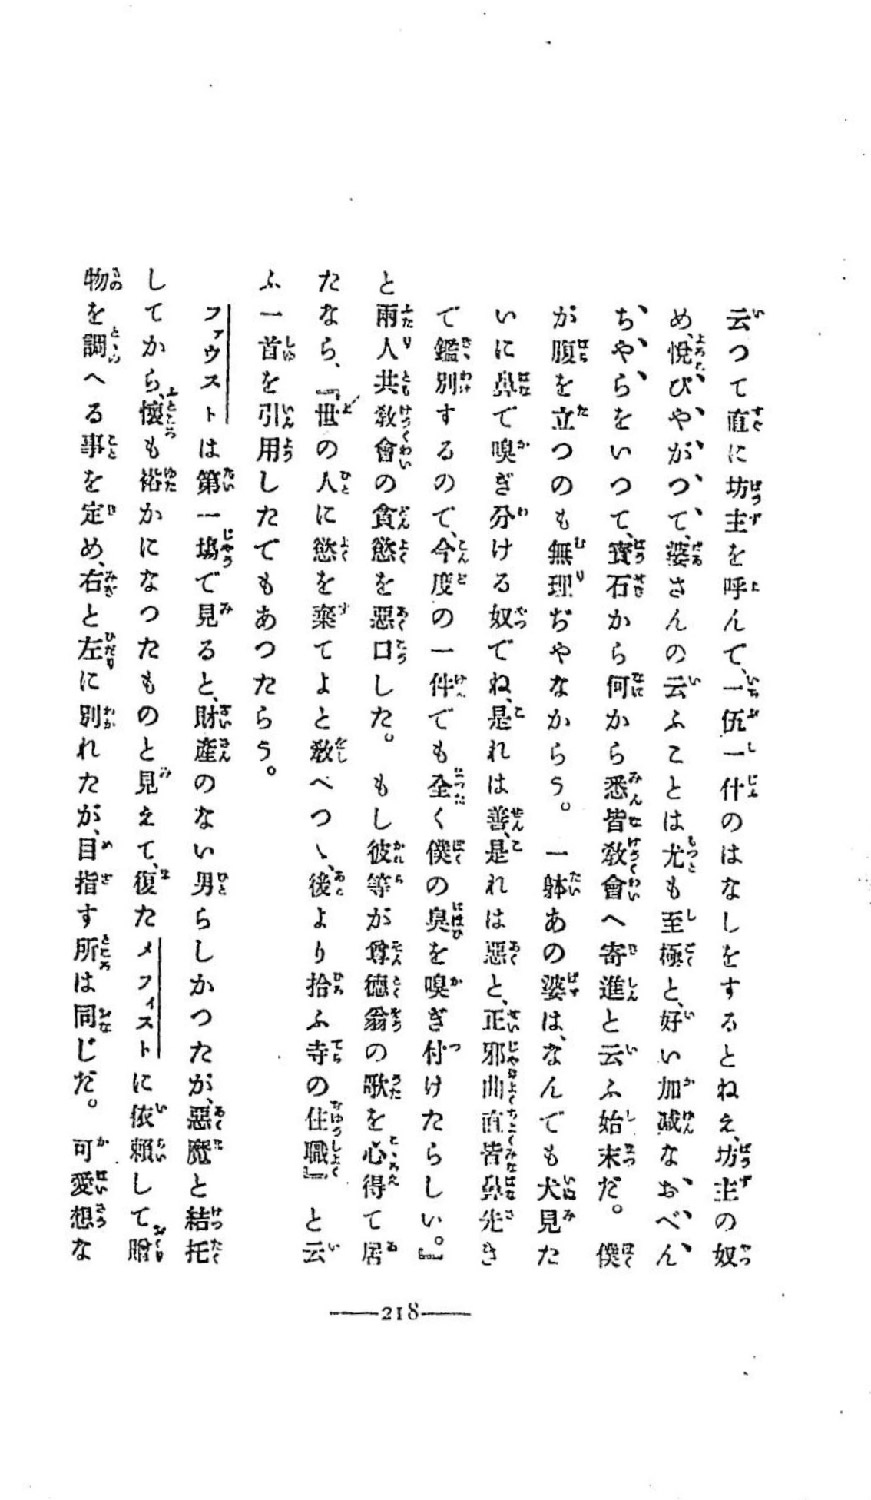 云つて直に坊主を呼んで、一伍一什のはなしをするとねえ、坊主の奴
め、悦びやがつて、婆さんの云ふことは尤も至極と、好い加减なおべん
ちやらをいつて、寳石から何から悉皆敎會へ寄進と云ふ始末だ。僕
が腹を立つのも無理ぢやなからう。一躰あの婆は、なんでも犬見た
いに鼻で嗅ぎ分ける奴でね、是れは善、是れは惡と、正邪曲直皆鼻先き
で鑑別するので、今度の一件でも全く僕の臭を嗅ぎ付けたらしい。』
と兩人共敎會の貪慾を惡口した。もし彼等が尊德翁の歌を心得て居
たなら、『世の人に慾を棄てよと敎へつゝ、後より拾ふ寺の住職』と云
ふ一首を引用したでもあつたらう。
ファウストは第一塲で見ると、財產のない男らしかつたが、惡魔と結托
してから、懷も裕かになつたものと見えて、復たメフィストに依賴して贈
物を調へる事を定め、右と左に別れたが、目指す所は同じだ。可愛想な
218